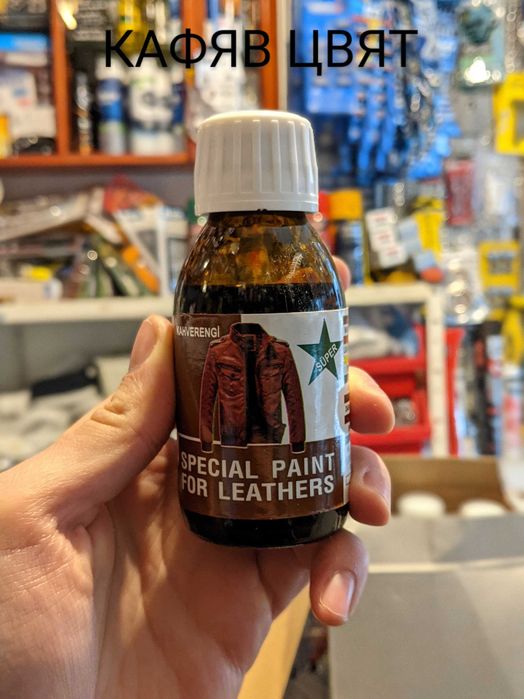 КАФЯВ ЦВЯТ
KAHVERENGİ
SUPER
SPECIAL PAINT
FOR LEATHERS